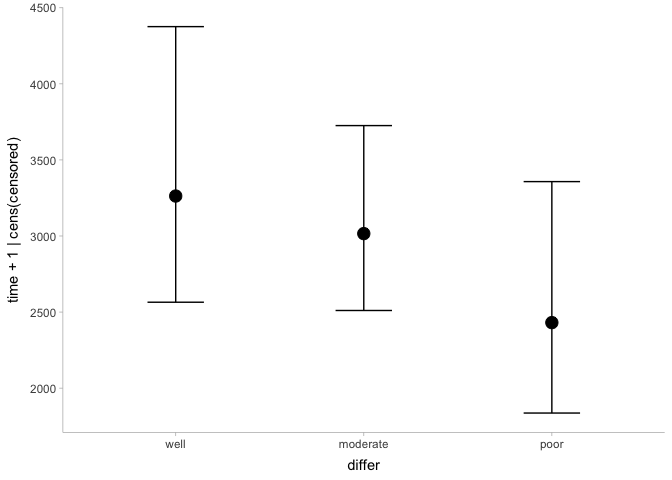 4500
4000
3500
3000
2500
2000
time + 1 | cens(censored)
well moderate poor
differ